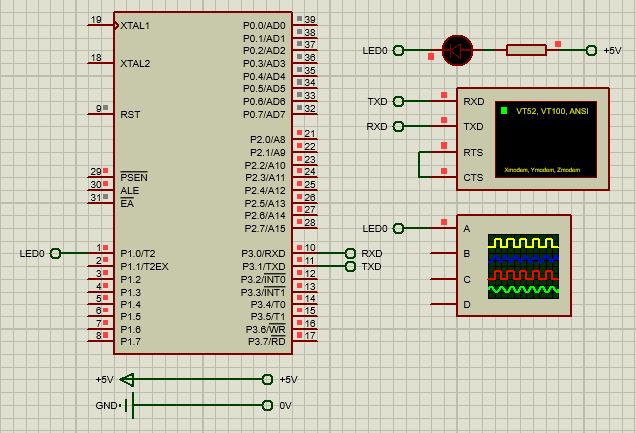 19 XTAL1
18 XTAL2
9 RST
29 PSEN
30 ALE
31 EA
1 P1.0/T2
2 P1.1/T2EX
3 P1.2
4 P1.3
5 P1.4
6 P1.5
7 P1.6
8 P1.7
P0.0/AD0 39
P0.1/AD1 38
P0.2/AD2 37
P0.3/AD3 36
P0.4/AD4 35
P0.5/AD5 34
P0.6/AD6 33
P0.7/AD7 32
P2.0/A8 21
P2.1/A9 22
P2.2/A10 23
P2.3/A11 24
P2.4/A12 25
P2.5/A13 26
P2.6/A14 27
P2.7/A15 28
P3.0/RXD 10
P3.1/TXD 11
P3.2/INT0 12
P3.3/INT1 13
P3.4/T0 14
P3.5/T1 15
P3.6/WR 16
P3.7/RD 17
LED0
RXD
TXD
+5V +5V
GND 0V
LED0 +5V
TXD RXD
RXD TXD
RTS
CTS
VT52, VT100, ANSI
Xmodem, Ymodem, Zmodem
LED0 A
B
C
D